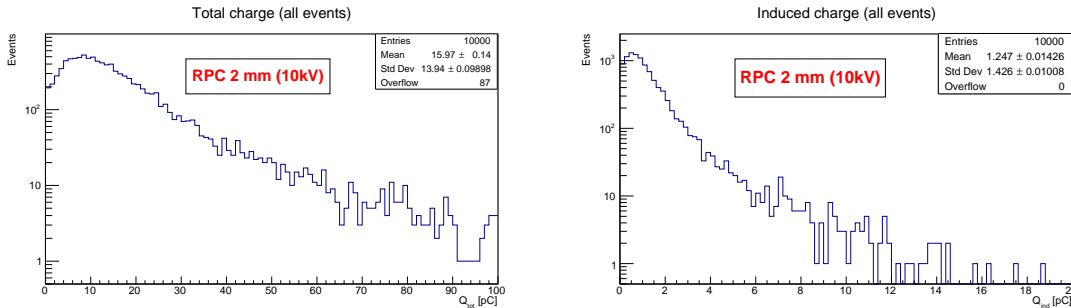 Total charge (all events)
Events
Entries 10000
Mean 15.97 ± 0.14
Std Dev 13.94 ± 0.09898
Overflow 87
RPC 2 mm (10kV)
10²
10
1
0 10 20 30 40 50 60 70 80 90 100
Q_tot [pC]
Induced charge (all events)
Events
Entries 10000
Mean 1.247 ± 0.01426
Std Dev 1.426 ± 0.01008
Overflow 0
RPC 2 mm (10kV)
10³
10²
10
1
0 2 4 6 8 10 12 14 16 18
Q_ind [pC]